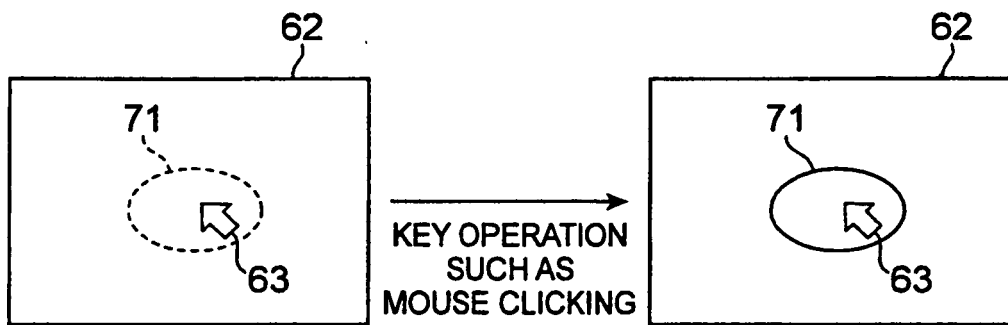 62
62
71
71
KEY OPERATION
SUCH AS
MOUSE CLICKING
63
63